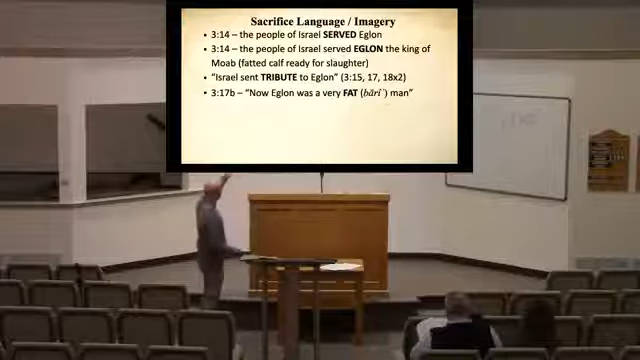 Sacrifice Language / Imagery
• 3:14 – the people of Israel SERVED Eglon
• 3:14 – the people of Israel served EGLON the king of
Moab (fatted calf ready for slaughter)
• “Israel sent TRIBUTE to Eglon” (3:15, 17, 18x2)
• 3:17b – “Now Eglon was a very FAT (bārîʾ) man”